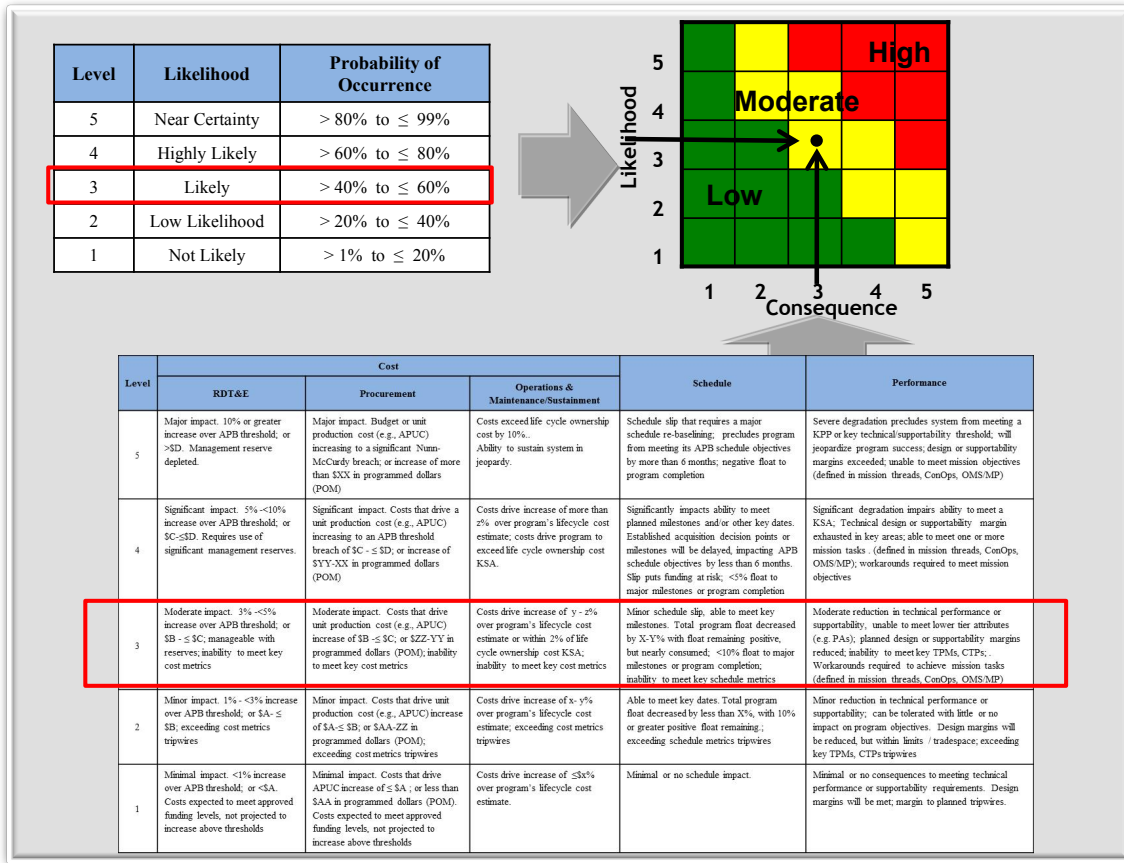 Level Likelihood Probability of
Occurrence
5 Near Certainty > 80% to ≤ 99%
4 Highly Likely > 60% to ≤ 80%
3 Likely > 40% to ≤ 60%
2 Low Likelihood > 20% to ≤ 40%
1 Not Likely > 1% to ≤ 20%
Likelihood
5
4
3
2
1
High
Moderate
Low
1 2 3 4 5
Consequence
Level
Cost
RDT&E
Procurement
Operations &
Maintenance/Sustainment
Schedule
Performance
5
Major impact. 10% or greater
increase over APB threshold; or
>$D. Management reserve
depleted.
Major impact. Budget or unit
production cost (e.g., APUC)
increasing to a significant Nunn-
McCurdy breach; or increase of more
than $XX in programmed dollars
(POM)
Costs exceed life cycle ownership
cost by 10%..
Ability to sustain system in
jeopardy.
Schedule slip that requires a major
schedule re-baselining; precludes program
from meeting its APB schedule objectives
by more than 6 months; negative float to
program completion
Severe degradation precludes system from meeting a
KPP or key technical/supportability threshold; will
jeopardize program success; design or supportability
margins exceeded; unable to meet mission objectives
(defined in mission threads, ConOps, OMS/MP)
4
Significant impact. 5% -<10%
increase over APB threshold; or
$C-≤$D. Requires use of
significant management reserves.
Significant impact. Costs that drive a
unit production cost (e.g., APUC)
increasing to an APB threshold
breach of $C - ≤ $D; or increase of
$YY-XX in programmed dollars
(POM)
Costs drive increase of more than
z% over program's lifecycle cost
estimate; costs drive program to
exceed life cycle ownership cost
KSA.
Significantly impacts ability to meet
planned milestones and/or other key dates.
Established acquisition decision points or
milestones will be delayed, impacting APB
schedule objectives by less than 6 months.
Slip puts funding at risk; <5% float to
major milestones or program completion
Significant degradation impairs ability to meet a
KSA; Technical design or supportability margin
exhausted in key areas; able to meet one or more
mission tasks . (defined in mission threads, ConOps,
OMS/MP); workarounds required to meet mission
objectives
3
Moderate impact. 3% -<5%
increase over APB threshold; or
$B - ≤ $C; manageable with
reserves; inability to meet key
cost metrics
Moderate impact. Costs that drive
unit production cost (e.g., APUC)
increase of $B -≤ $C; or $ZZ-YY in
programmed dollars (POM); inability
to meet key cost metrics
Costs drive increase of y - z%
over program's lifecycle cost
estimate or within 2% of life
cycle ownership cost KSA;
inability to meet key cost metrics
Minor schedule slip, able to meet key
milestones. Total program float decreased
by X-Y% with float remaining positive,
but nearly consumed; <10% float to major
milestones or program completion;
inability to meet key schedule metrics
Moderate reduction in technical performance or
supportability, unable to meet lower tier attributes
(e.g. PAs); planned design or supportability margins
reduced; inability to meet key TPMs, CTPs; .
Workarounds required to achieve mission tasks
(defined in mission threads, ConOps, OMS/MP)
2
Minor impact. 1% - <3% increase
over APB threshold; or $A- ≤
$B; exceeding cost metrics
tripwires
Minor impact. Costs that drive unit
production cost (e.g., APUC) increase
of $A-≤ $B; or $AA-ZZ in
programmed dollars (POM);
exceeding cost metrics tripwires
Costs drive increase of x- y%
over program's lifecycle cost
estimate; exceeding cost metrics
tripwires
Able to meet key dates. Total program
float decreased by less than X%, with 10%
or greater positive float remaining.;
exceeding schedule metrics tripwires
Minor reduction in technical performance or
supportability; can be tolerated with little or no
impact on program objectives. Design margins will
be reduced, but within limits / tradespace; exceeding
key TPMs, CTPs tripwires
1
Minimal impact. <1% increase
over APB threshold; or <$A.
Costs expected to meet approved
funding levels, not projected to
increase above thresholds
Minimal impact. Costs that drive
APUC increase of ≤ $A ; or less than
$AA in programmed dollars (POM).
Costs expected to meet approved
funding levels, not projected to
increase above thresholds
Costs drive increase of ≤$x%
over program's lifecycle cost
estimate.
Minimal or no schedule impact.
Minimal or no consequences to meeting technical
performance or supportability requirements. Design
margins will be met; margin to planned tripwires.